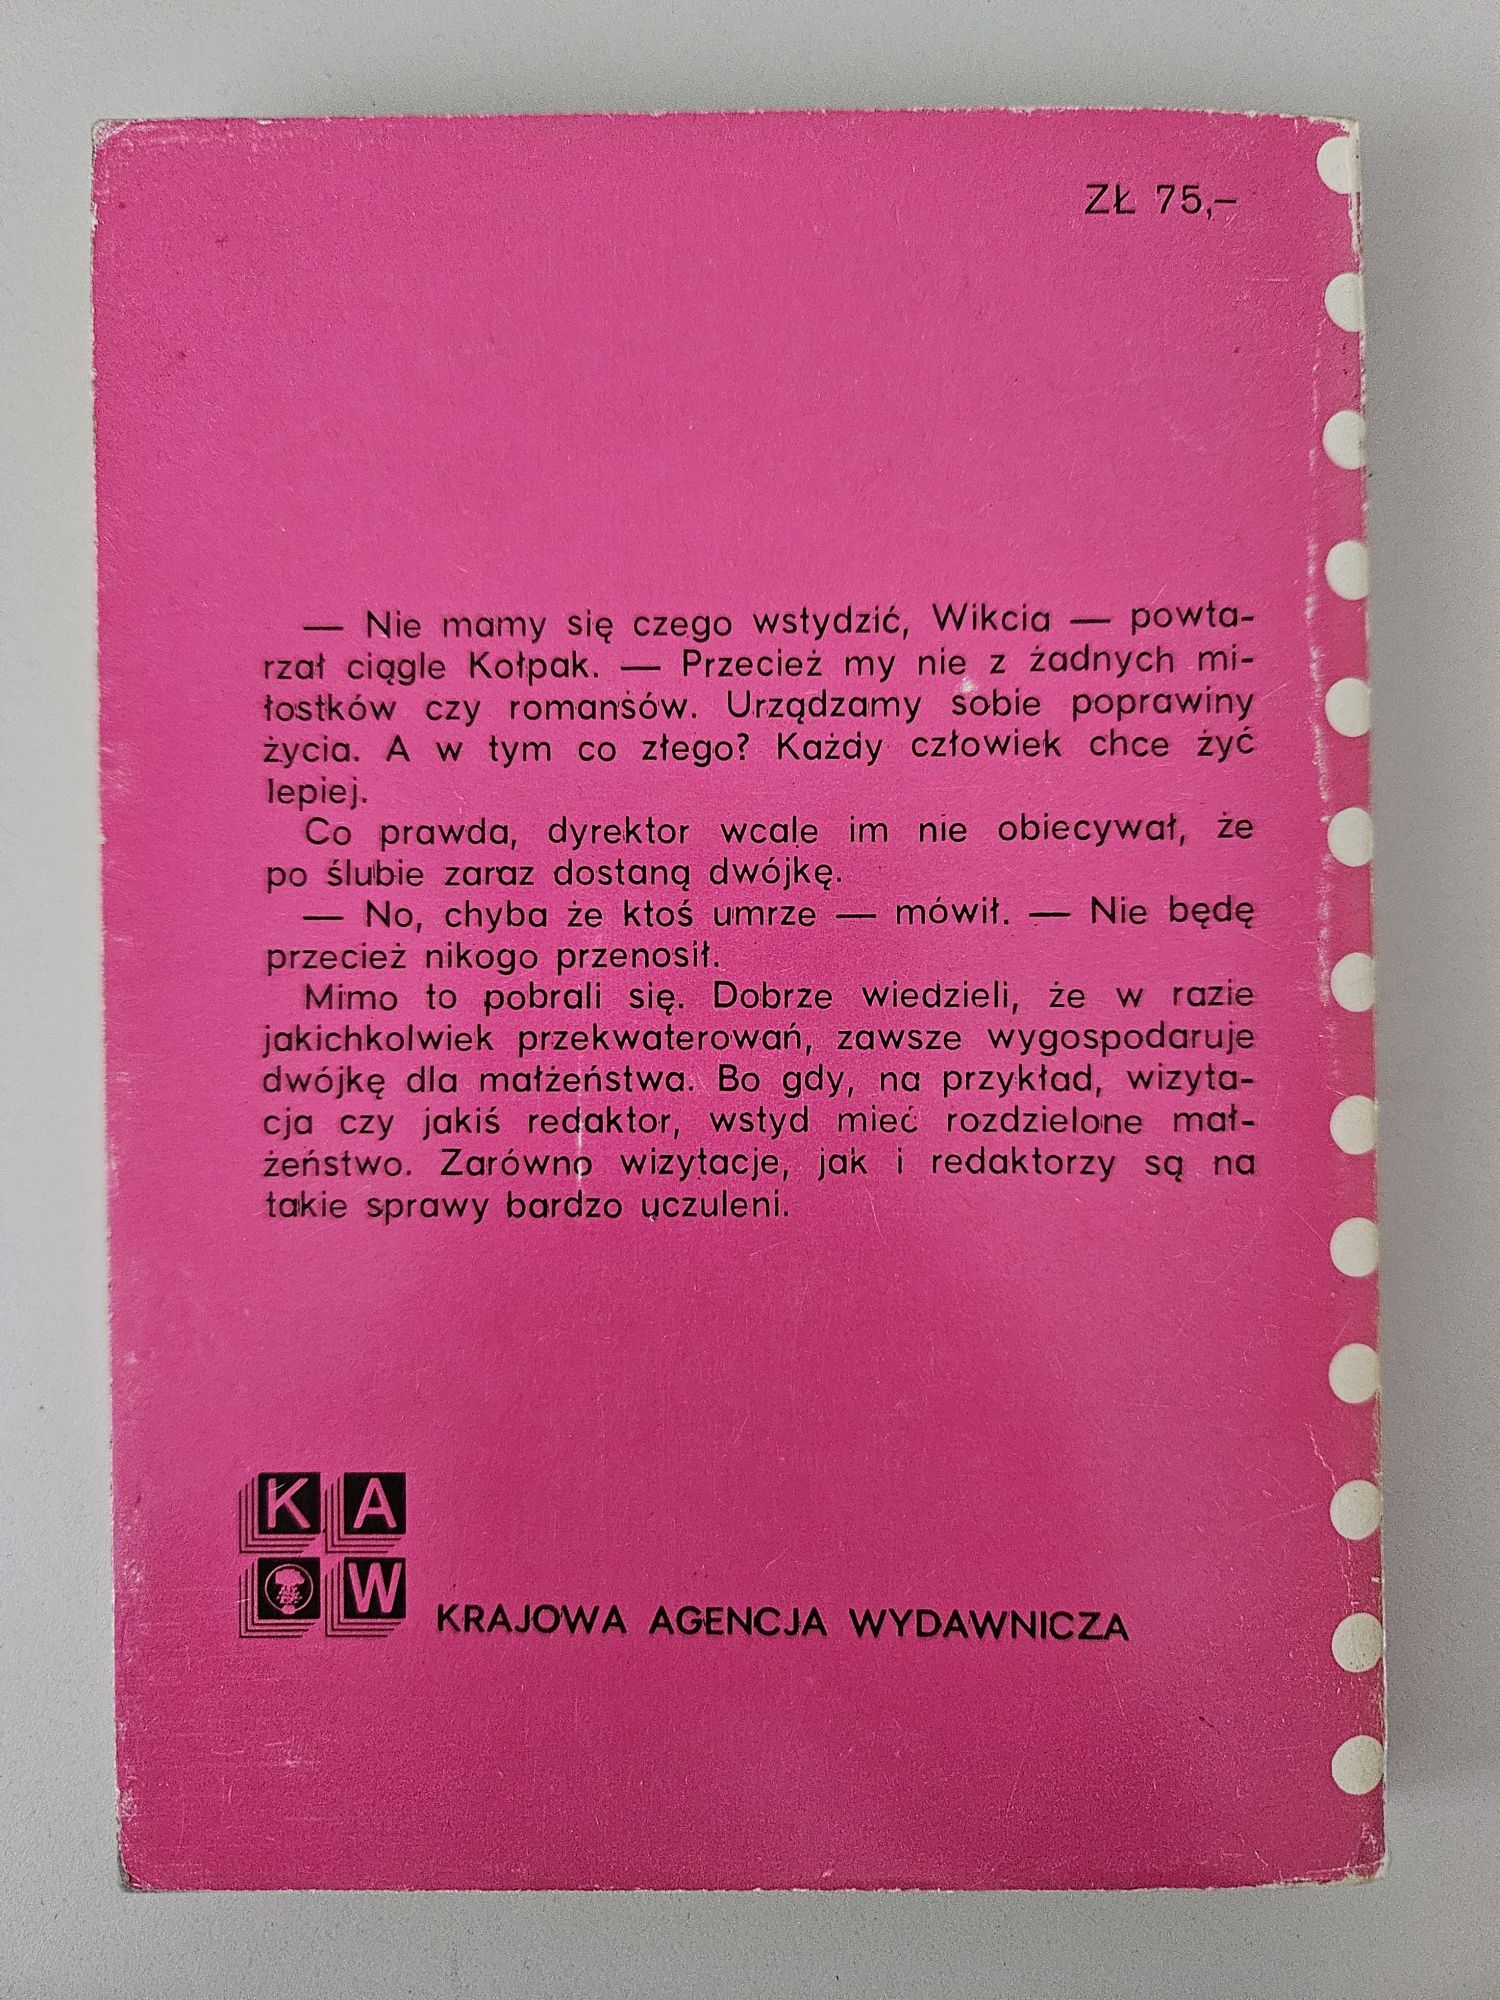 ZŁ 75,–
— Nie mamy się czego wstydzić, Wikcia — powta-
rzał ciągle Kołpak. — Przecież my nie z żadnych mi-
łostków czy romansów. Urządzamy sobie poprawiny
życia. A w tym co złego? Każdy człowiek chce żyć
lepiej.
Co prawda, dyrektor wcale im nie obiecywał, że
po ślubie zaraz dostaną dwójkę.
— No, chyba że ktoś umrze — mówił. — Nie będę
przecież nikogo przenosił.
Mimo to pobrali się. Dobrze wiedzieli, że w razie
jakichkolwiek przekwaterowań, zawsze wygospodaruje
dwójkę dla małżeństwa. Bo gdy, na przykład, wizyta-
cja czy jakiś redaktor, wstyd mieć rozdzielone mał-
żeństwo. Zarówno wizytacje, jak i redaktorzy są na
takie sprawy bardzo uczuleni.
K A
W
KRAJOWA AGENCJA WYDAWNICZA